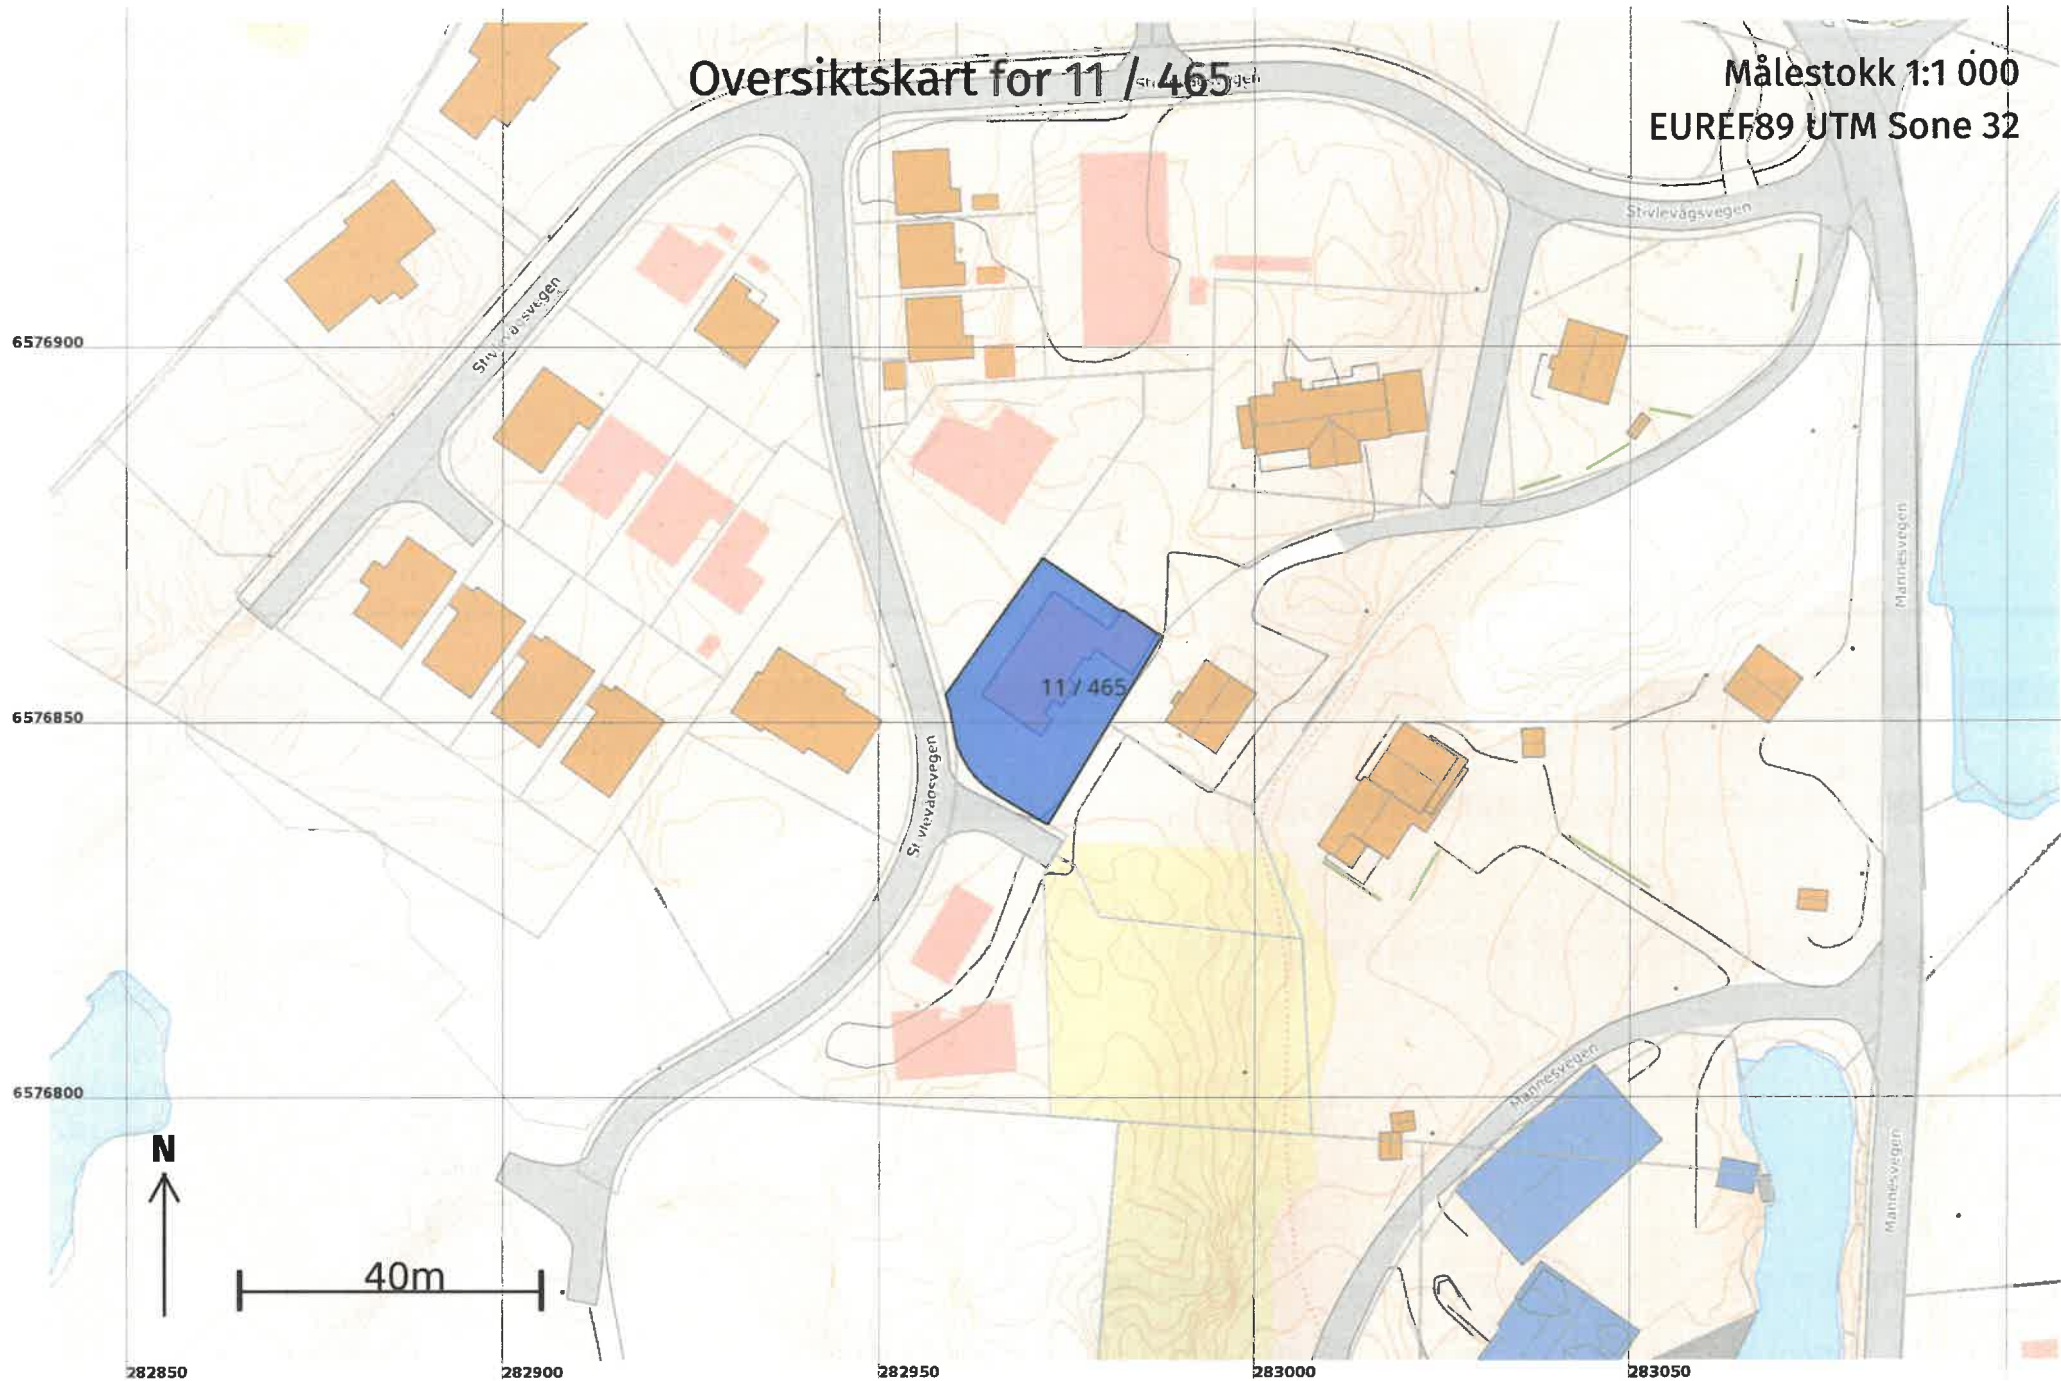 Oversiktskart for 11 / 465
Målestokk 1:1 000
EUREF89 UTM Sone 32
Stivlevågsvegen
Stivlevågsvegen
6576900
Mannesvegen
11 / 465
6576850
Stivlevågsvegen
Mannesvegen
6576800
Mannesvegen
N
40m
282850
282900
282950
283000
283050